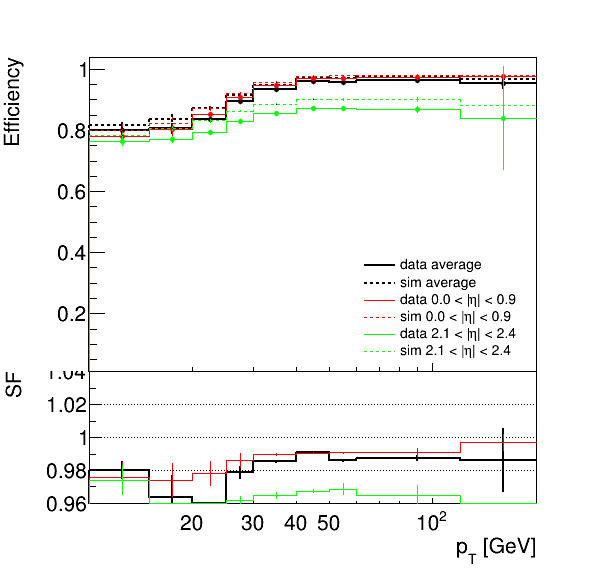 Efficiency
1
0.8
0.6
0.4
0.2
data average
sim average
data 0.0 < |η| < 0.9
sim 0.0 < |η| < 0.9
data 2.1 < |η| < 2.4
sim 2.1 < |η| < 2.4
SF
1.04
1.02
1
0.98
0.96
20 30 40 50 10²
p_T [GeV]